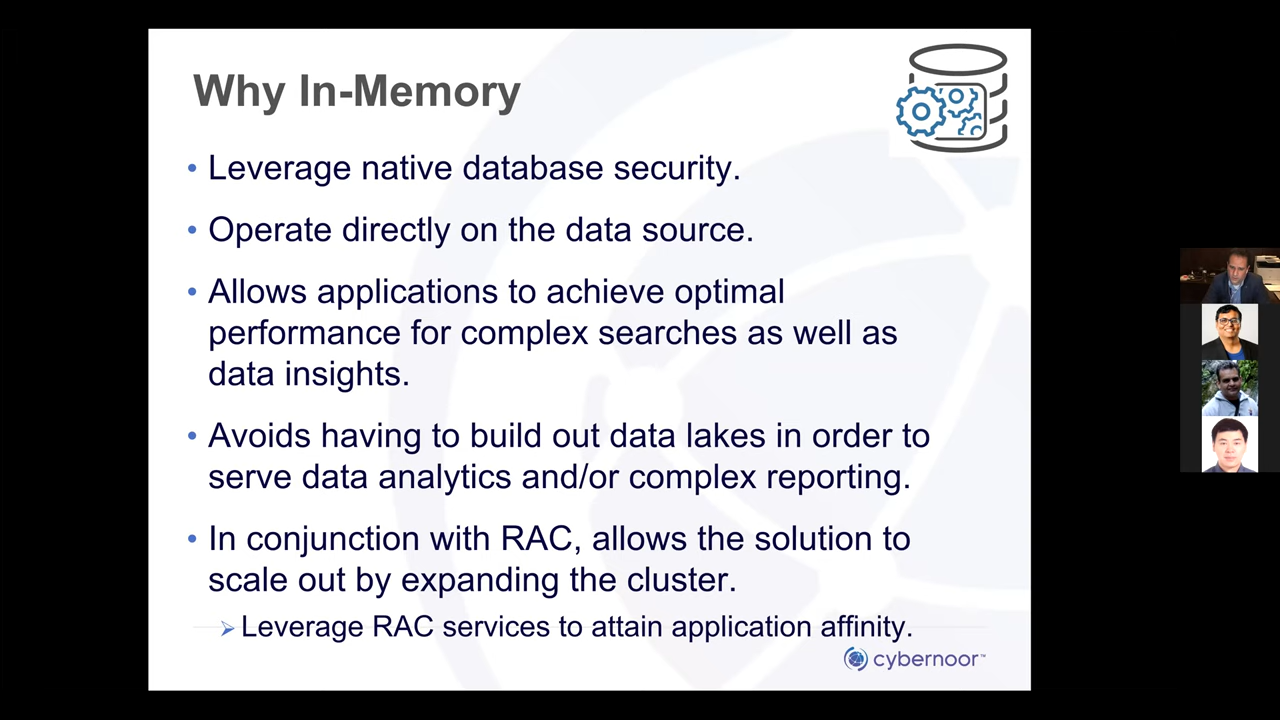 Why In-Memory
• Leverage native database security.
• Operate directly on the data source.
• Allows applications to achieve optimal
performance for complex searches as well as
data insights.
• Avoids having to build out data lakes in order to
serve data analytics and/or complex reporting.
• In conjunction with RAC, allows the solution to
scale out by expanding the cluster.
➢ Leverage RAC services to attain application affinity.
cybernoor™